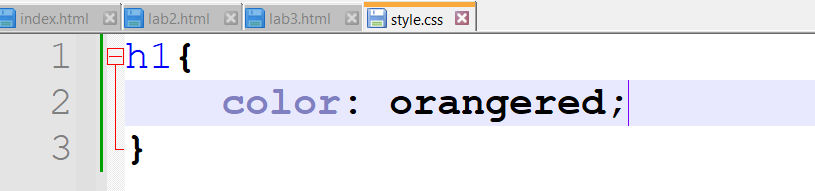 index.html lab2.html lab3.html style.css
1 h1{
2 color: orangered;
3 }